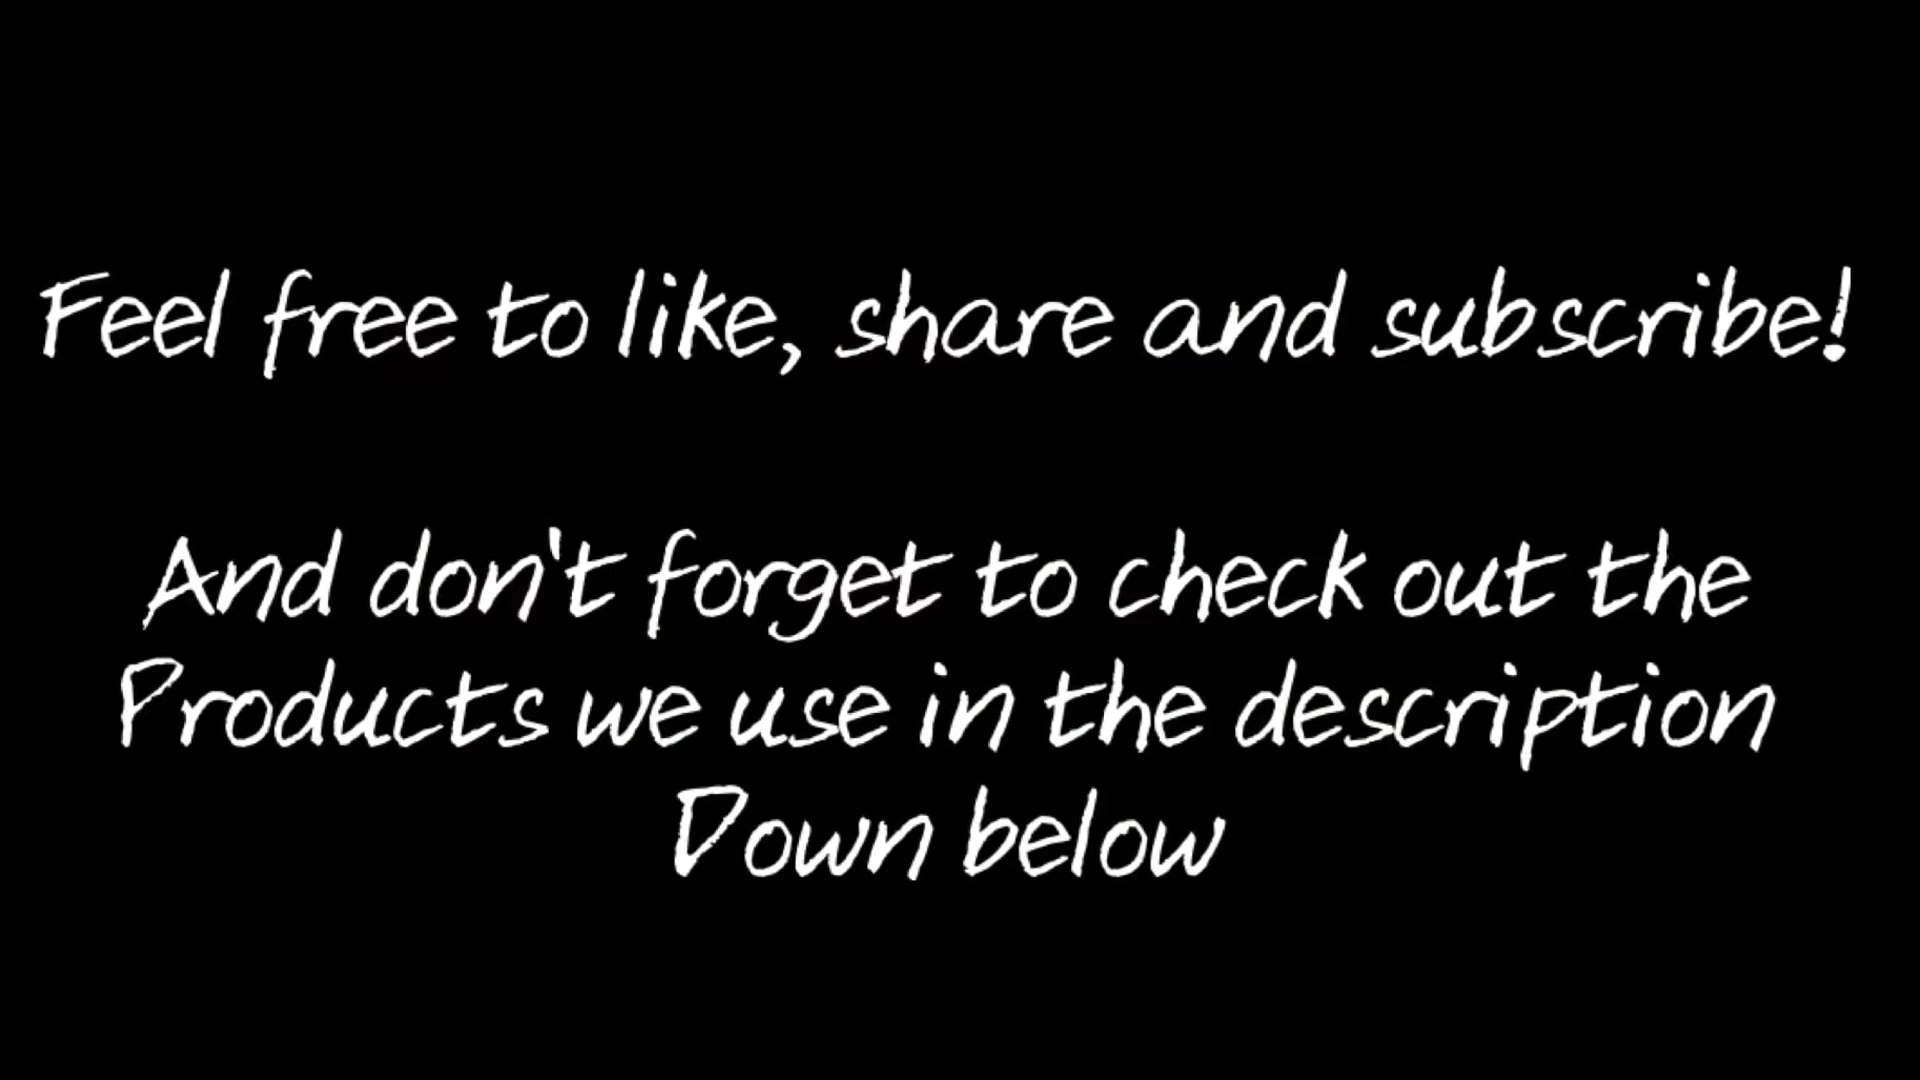 Feel free to like, share and subscribe!
And don't forget to check out the
Products we use in the description
Down below